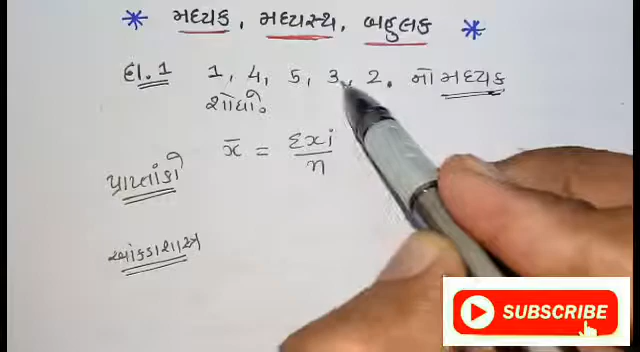 * મધ્યક, મધ્યસ્થ, બહુલક *
દા.1 1, 4, 5, 3, 2. નો મધ્યક
શોધો.
x̄ = Σxi / n
પ્રાપ્તાંકો
આંકડાશાસ્ત્ર
SUBSCRIBE